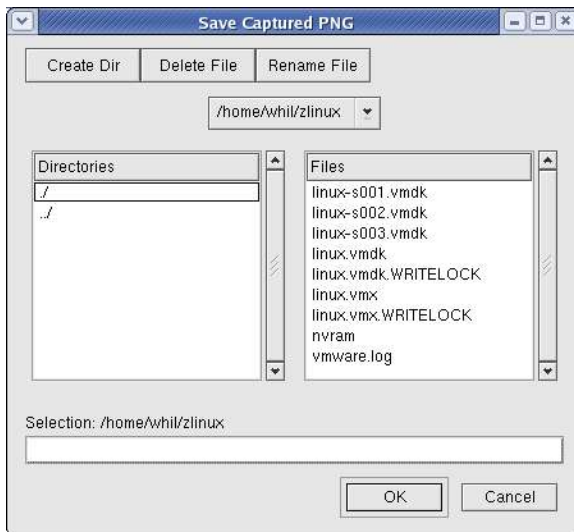 Save Captured PNG
Create Dir Delete File Rename File
/home/whil/zlinux
Directories
./
../
Files
linux-s001.vmdk
linux-s002.vmdk
linux-s003.vmdk
linux.vmdk
linux.vmdk.WRITELOCK
linux.vmx
linux.vmx.WRITELOCK
nvram
vmware.log
Selection: /home/whil/zlinux
OK Cancel